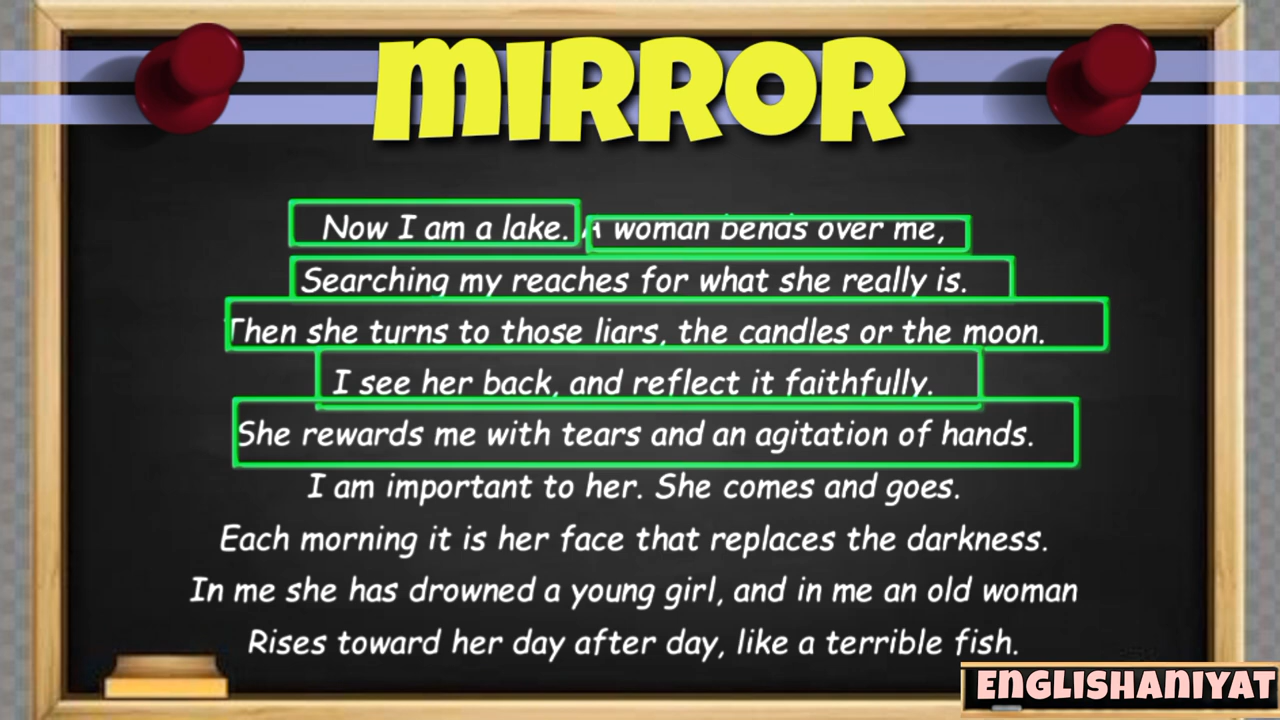 MIRROR
Now I am a lake. A woman bends over me,
Searching my reaches for what she really is.
Then she turns to those liars, the candles or the moon.
I see her back, and reflect it faithfully.
She rewards me with tears and an agitation of hands.
I am important to her. She comes and goes.
Each morning it is her face that replaces the darkness.
In me she has drowned a young girl, and in me an old woman
Rises toward her day after day, like a terrible fish.
ENGLISHANIYAT